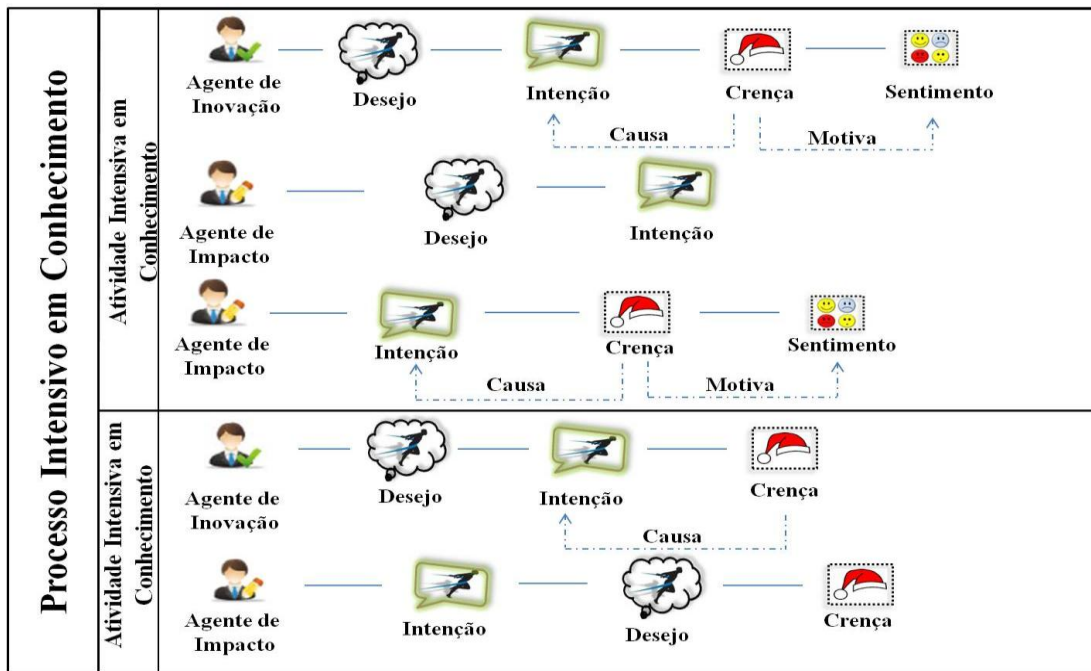 Processo Intensivo em Conhecimento
Atividade Intensiva em
Conhecimento
Agente de
Inovação
Desejo
Intenção
Crença
Sentimento
Causa
Motiva
Agente de
Impacto
Desejo
Intenção
Agente de
Impacto
Intenção
Crença
Sentimento
Causa
Motiva
Atividade Intensiva em
Conhecimento
Agente de
Inovação
Desejo
Intenção
Crença
Causa
Agente de
Impacto
Intenção
Desejo
Crença